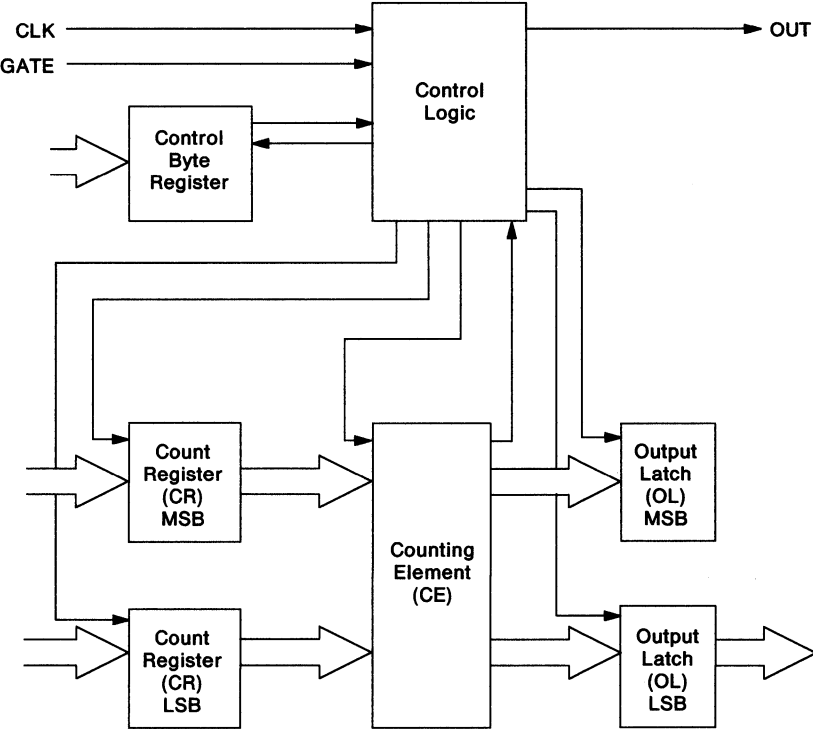 CLK
OUT
GATE
Control
Logic
Control
Byte
Register
Count
Register
(CR)
MSB
Output
Latch
(OL)
MSB
Counting
Element
(CE)
Count
Register
(CR)
LSB
Output
Latch
(OL)
LSB